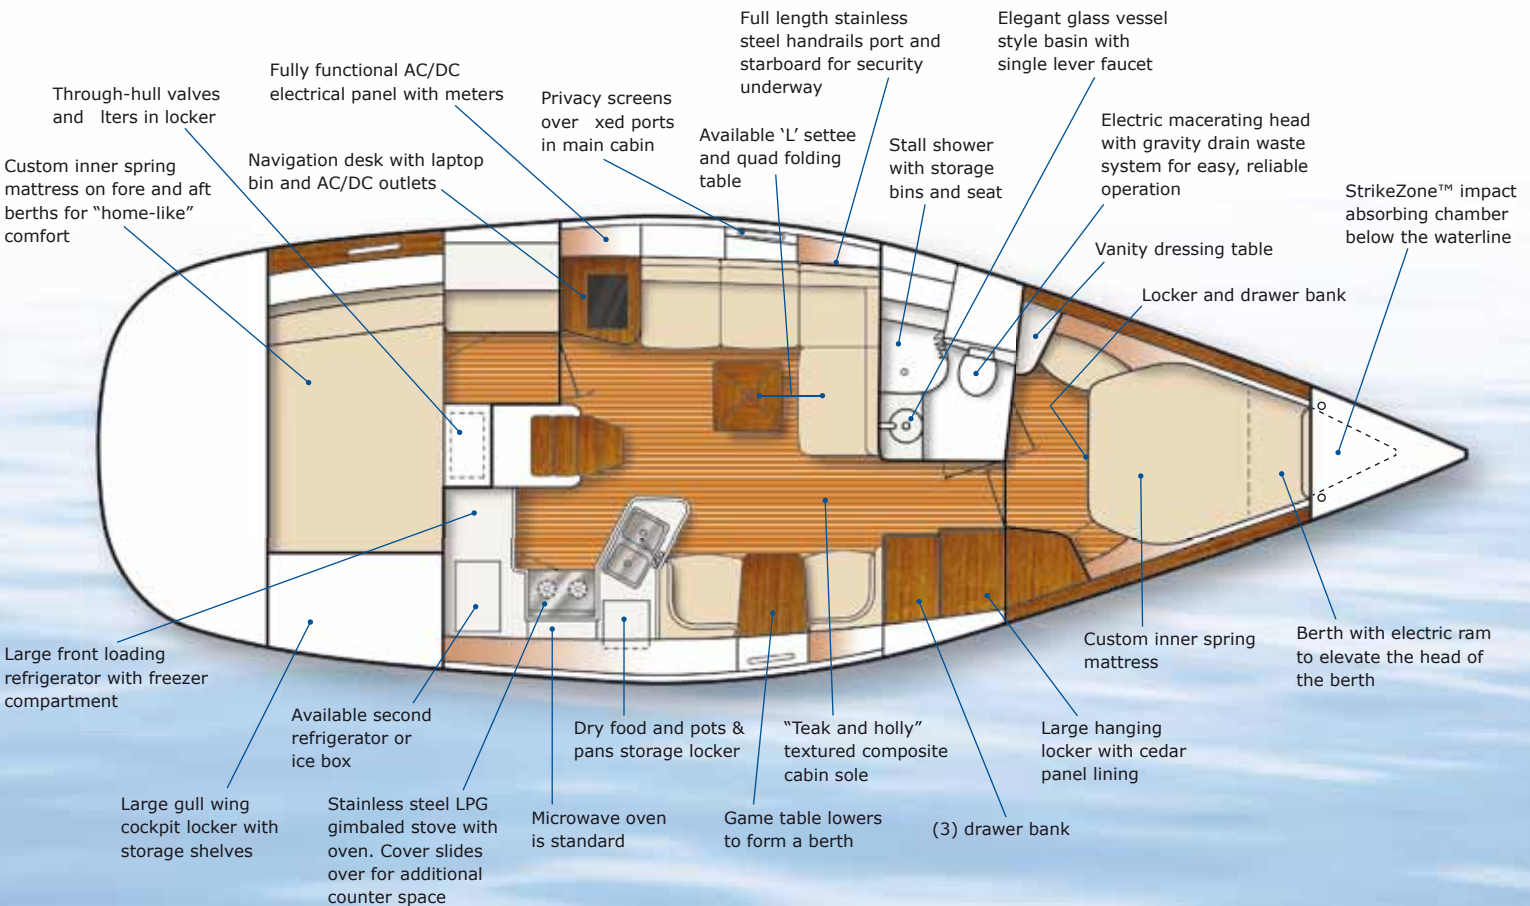 Full length stainless
steel handrails port and
starboard for security
underway
Elegant glass vessel
style basin with
single lever faucet
Fully functional AC/DC
electrical panel with meters
Through-hull valves
and lters in locker
Privacy screens
over xed ports
in main cabin
Available ‘L’ settee
and quad folding
table
Stall shower
with storage
bins and seat
Electric macerating head
with gravity drain waste
system for easy, reliable
operation
Custom inner spring
mattress on fore and aft
berths for “home-like”
comfort
Navigation desk with laptop
bin and AC/DC outlets
StrikeZone™ impact
absorbing chamber
below the waterline
Vanity dressing table
Locker and drawer bank
Large front loading
refrigerator with freezer
compartment
Available second
refrigerator or
ice box
Dry food and pots &
pans storage locker
“Teak and holly”
textured composite
cabin sole
Large hanging
locker with cedar
panel lining
Custom inner spring
mattress
Berth with electric ram
to elevate the head of
the berth
Large gull wing
cockpit locker with
storage shelves
Stainless steel LPG
gimbaled stove with
oven. Cover slides
over for additional
counter space
Microwave oven
is standard
Game table lowers
to form a berth
(3) drawer bank